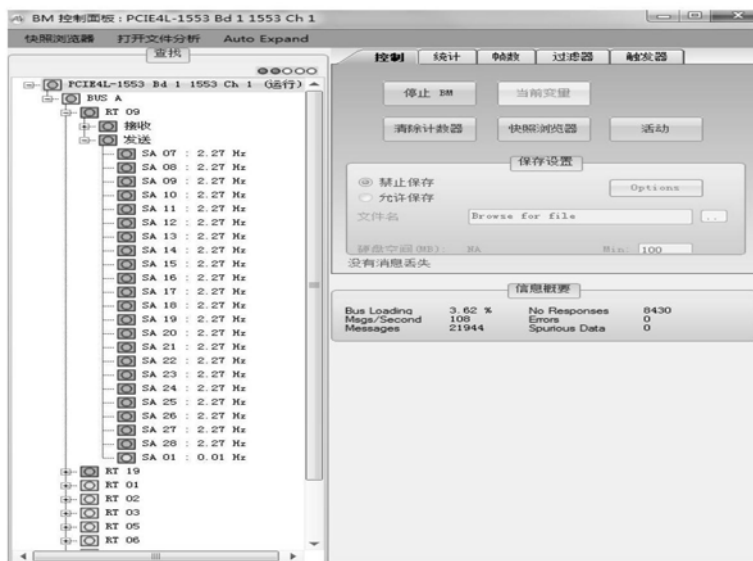 BM 控制面板 : PCIE4L-1553 Bd 1 1553 Ch 1
快照浏览器 打开文件分析 Auto Expand
查找
PCIE4L-1553 Bd 1 1553 Ch 1 (运行)
BUS A
RT 09
接收
发送
SA 07 : 2.27 Hz
SA 08 : 2.27 Hz
SA 09 : 2.27 Hz
SA 10 : 2.27 Hz
SA 11 : 2.27 Hz
SA 12 : 2.27 Hz
SA 13 : 2.27 Hz
SA 14 : 2.27 Hz
SA 15 : 2.27 Hz
SA 16 : 2.27 Hz
SA 17 : 2.27 Hz
SA 18 : 2.27 Hz
SA 19 : 2.27 Hz
SA 20 : 2.27 Hz
SA 21 : 2.27 Hz
SA 22 : 2.27 Hz
SA 23 : 2.27 Hz
SA 24 : 2.27 Hz
SA 25 : 2.27 Hz
SA 26 : 2.27 Hz
SA 27 : 2.27 Hz
SA 28 : 2.27 Hz
SA 01 : 0.01 Hz
RT 19
RT 01
RT 02
RT 03
RT 05
RT 06
控制 统计 帧数 过滤器 触发器
停止 BM 当前变量
清除计数器 快照浏览器 活动
保存设置
禁止保存 Options
允许保存
文件名 Browse for file ..
硬盘空间(MB): NA Min: 100
没有消息丢失
信息概要
Bus Loading 3.62 % No Responses 8430
Msgs/Second 108 Errors 0
Messages 21944 Spurious Data 0